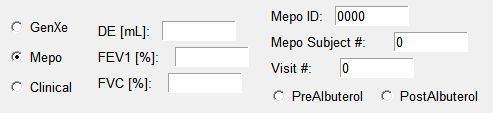 GenXe
Mepo
Clinical
DE [mL]:
FEV1 [%]:
FVC [%]:
Mepo ID: 0000
Mepo Subject #: 0
Visit #: 0
PreAlbuterol PostAlbuterol